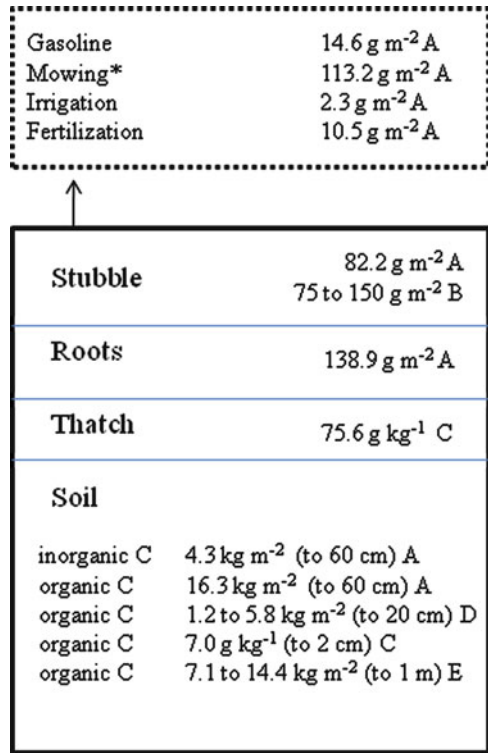 Gasoline 14.6 g m⁻² A
Mowing* 113.2 g m⁻² A
Irrigation 2.3 g m⁻² A
Fertilization 10.5 g m⁻² A
Stubble 82.2 g m⁻² A
75 to 150 g m⁻² B
Roots 138.9 g m⁻² A
Thatch 75.6 g kg⁻¹ C
Soil
inorganic C 4.3 kg m⁻² (to 60 cm) A
organic C 16.3 kg m⁻² (to 60 cm) A
organic C 1.2 to 5.8 kg m⁻² (to 20 cm) D
organic C 7.0 g kg⁻¹ (to 2 cm) C
organic C 7.1 to 14.4 kg m⁻² (to 1 m) E